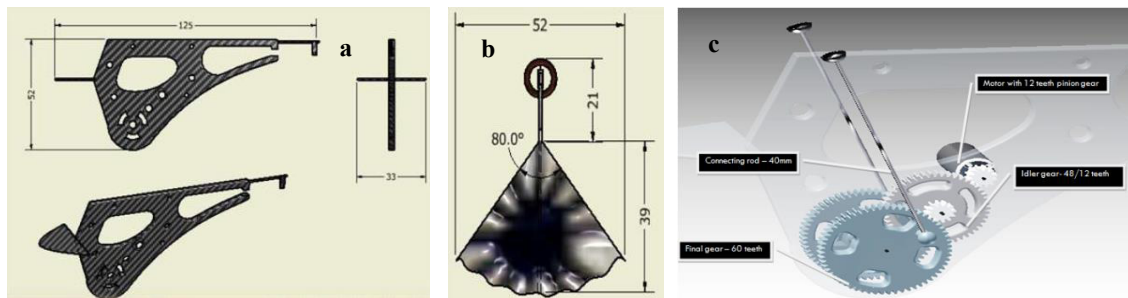 125
a
52
33
52
b
21
80.0°
39
c
Motor with 12 teeth pinion gear
Connecting rod – 40mm
Idler gear- 48/12 teeth
Final gear – 60 teeth